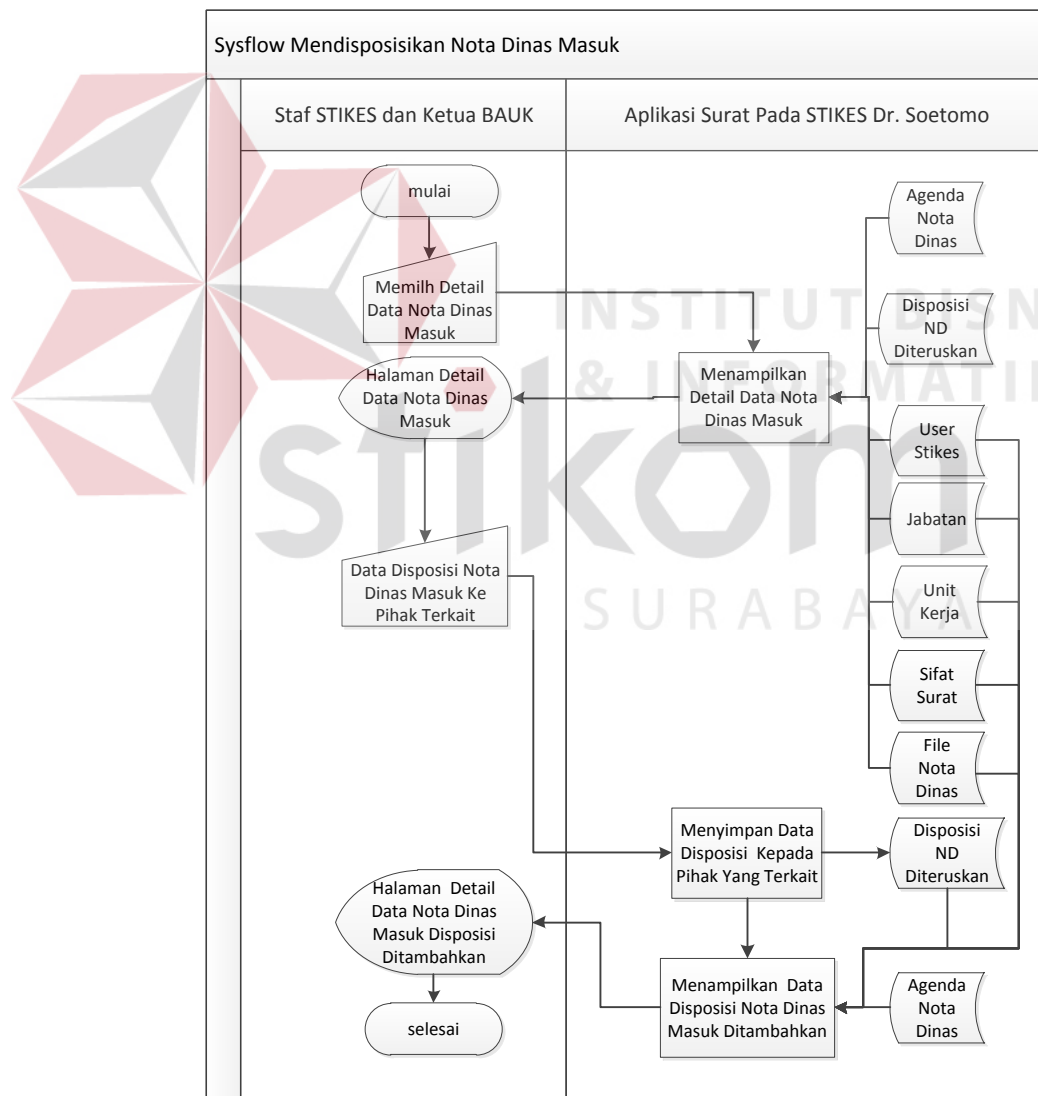 Sysflow Mendisposisikan Nota Dinas Masuk
Staf STIKES dan Ketua BAUK
Aplikasi Surat Pada STIKES Dr. Soetomo
mulai
Agenda
Nota
Dinas
Memilh Detail
Data Nota Dinas
Masuk
INSTITUT BISN
& INFORMATI
Disposisi
ND
Diteruskan
Halaman Detail
Data Nota Dinas
Masuk
Menampilkan
Detail Data Nota
Dinas Masuk
User
Stikes
stikom
SURABAYA
Jabatan
Data Disposisi Nota
Dinas Masuk Ke
Pihak Terkait
Unit
Kerja
Sifat
Surat
File
Nota
Dinas
Menyimpan Data
Disposisi Kepada
Pihak Yang Terkait
Disposisi
ND
Diteruskan
Halaman Detail
Data Nota Dinas
Masuk Disposisi
Ditambahkan
Menampilkan Data
Disposisi Nota Dinas
Masuk Ditambahkan
Agenda
Nota
Dinas
selesai